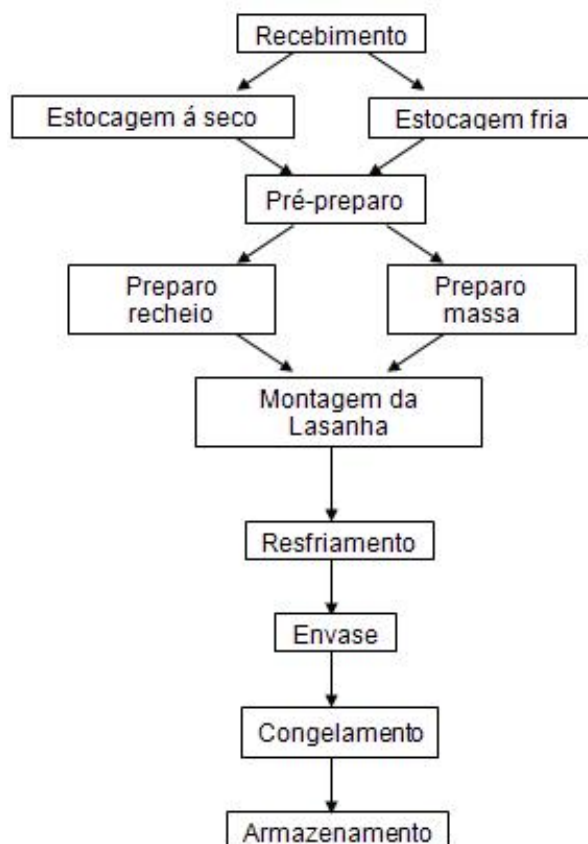 Recebimento
Estocagem á seco
Estocagem fria
Pré-preparo
Preparo
recheio
Preparo
massa
Montagem da
Lasanha
Resfriamento
Envase
Congelamento
Armazenamento